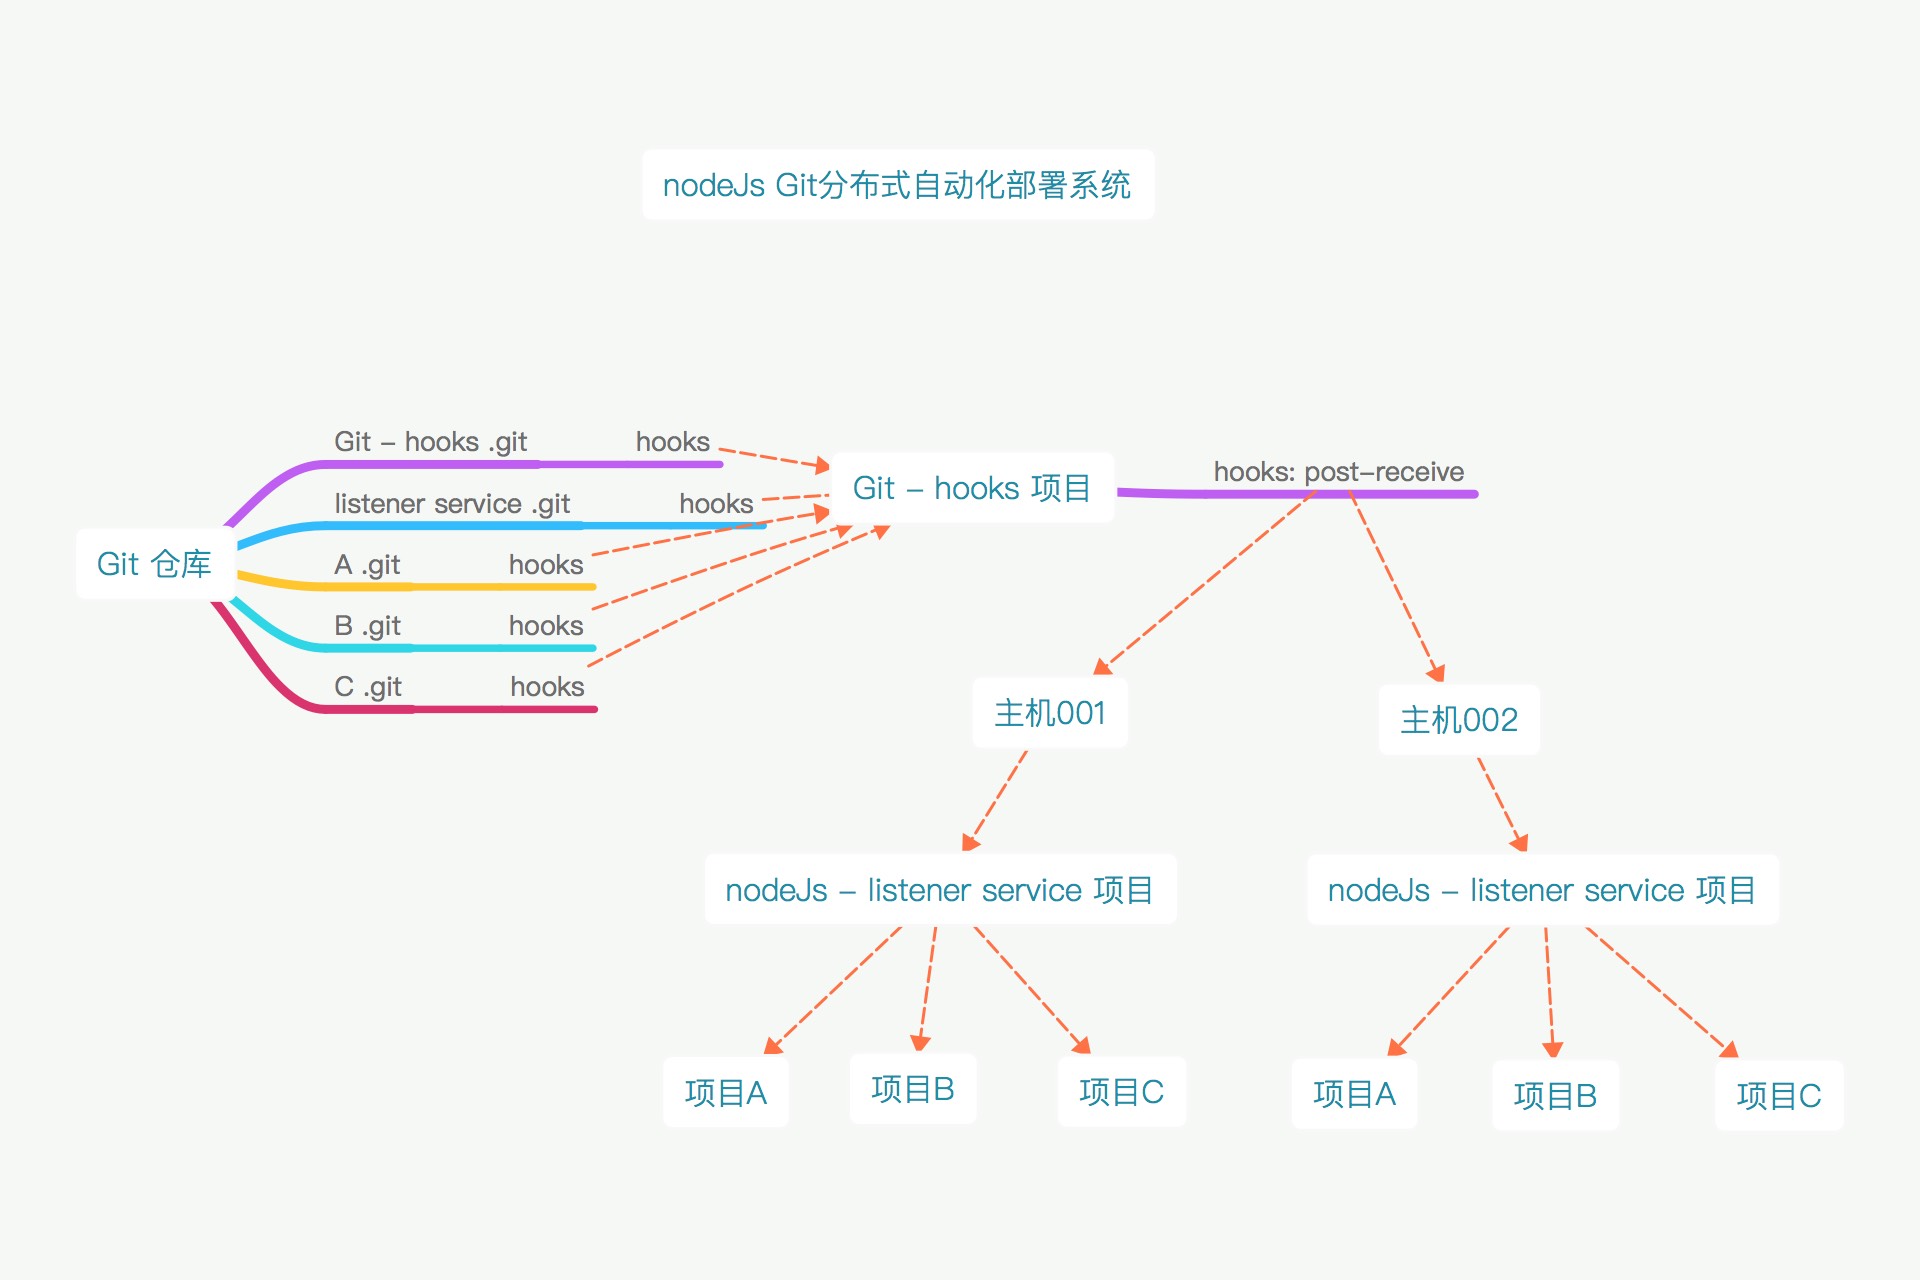 nodeJs Git分布式自动化部署系统
Git - hooks .git
hooks
listener service .git
hooks
Git 仓库
A .git
hooks
B .git
hooks
C .git
hooks
Git - hooks 项目
hooks: post-receive
主机001
主机002
nodeJs - listener service 项目
nodeJs - listener service 项目
项目A
项目B
项目C
项目A
项目B
项目C